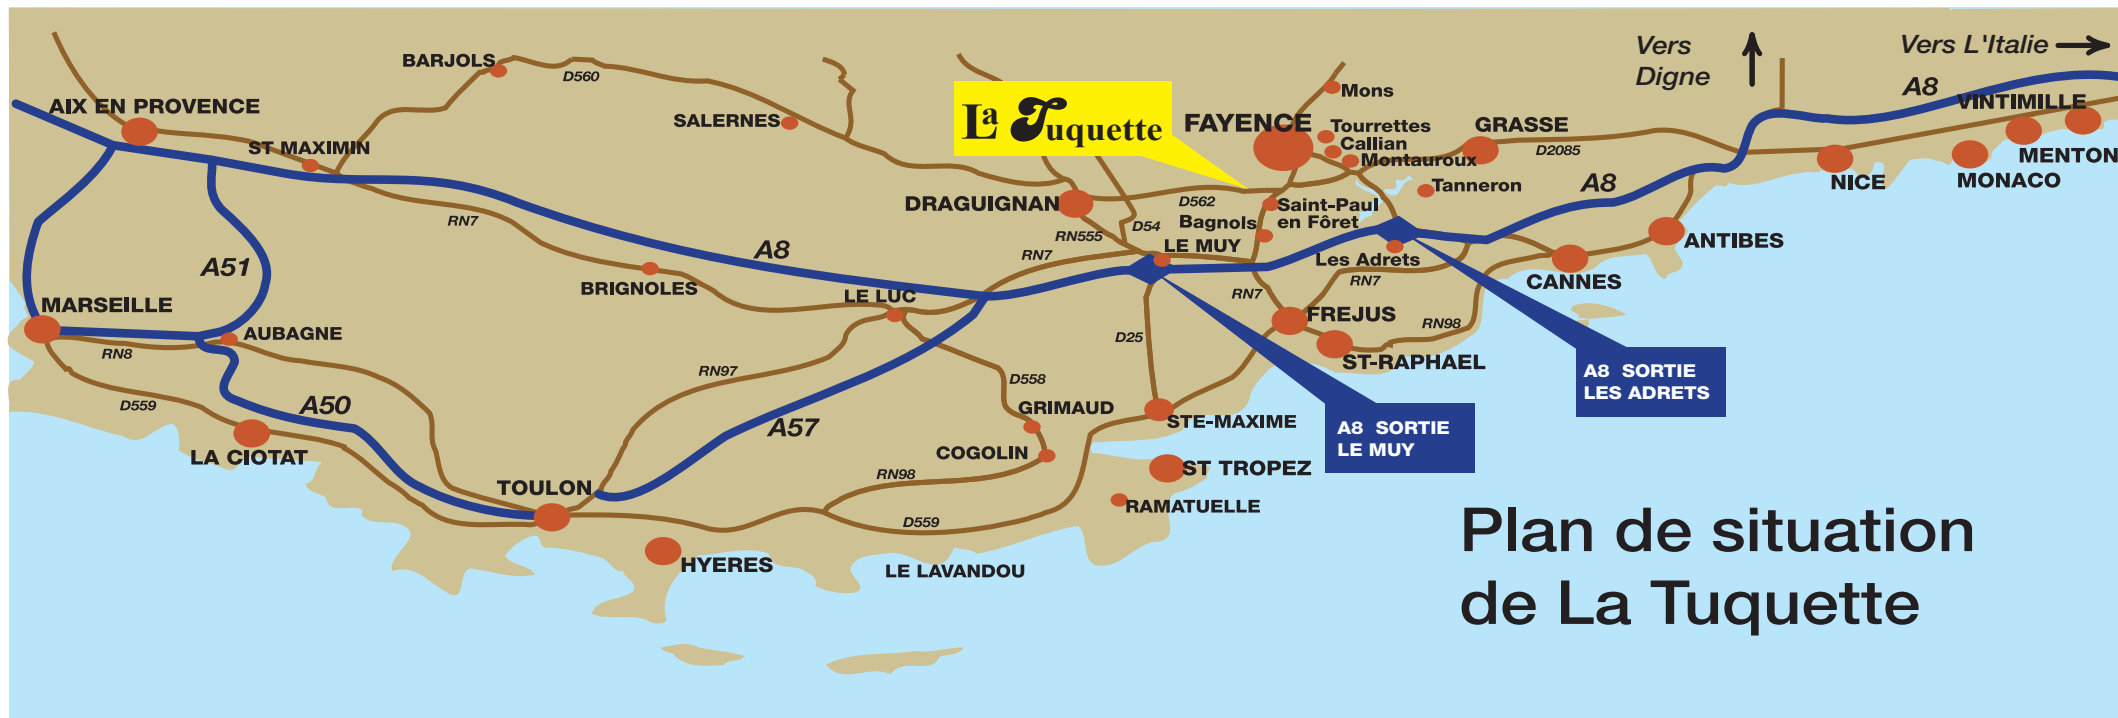 Vers
Digne
Vers L'Italie
A8
BARJOLS
D560
AIX EN PROVENCE
ST MAXIMIN
SALERNES
La Tuquette
FAYENCE
Mons
Tourrettes
Callian
Montauroux
GRASSE
D2085
VINTIMILLE
MENTON
MONACO
NICE
Tanneron
A8
DRAGUIGNAN
D562
Saint-Paul
en Fôret
Bagnols
D54
RN555
RN7
LE MUY
ANTIBES
RN7
A8
A51
Les Adrets
RN7
CANNES
BRIGNOLES
LE LUC
RN7
MARSEILLE
AUBAGNE
RN8
FREJUS
RN98
ST-RAPHAEL
D25
A8 SORTIE
LES ADRETS
RN97
D558
D559
A50
A57
GRIMAUD
STE-MAXIME
A8 SORTIE
LE MUY
LA CIOTAT
COGOLIN
RN98
ST TROPEZ
TOULON
RAMATUELLE
D559
HYERES
LE LAVANDOU
Plan de situation
de La Tuquette